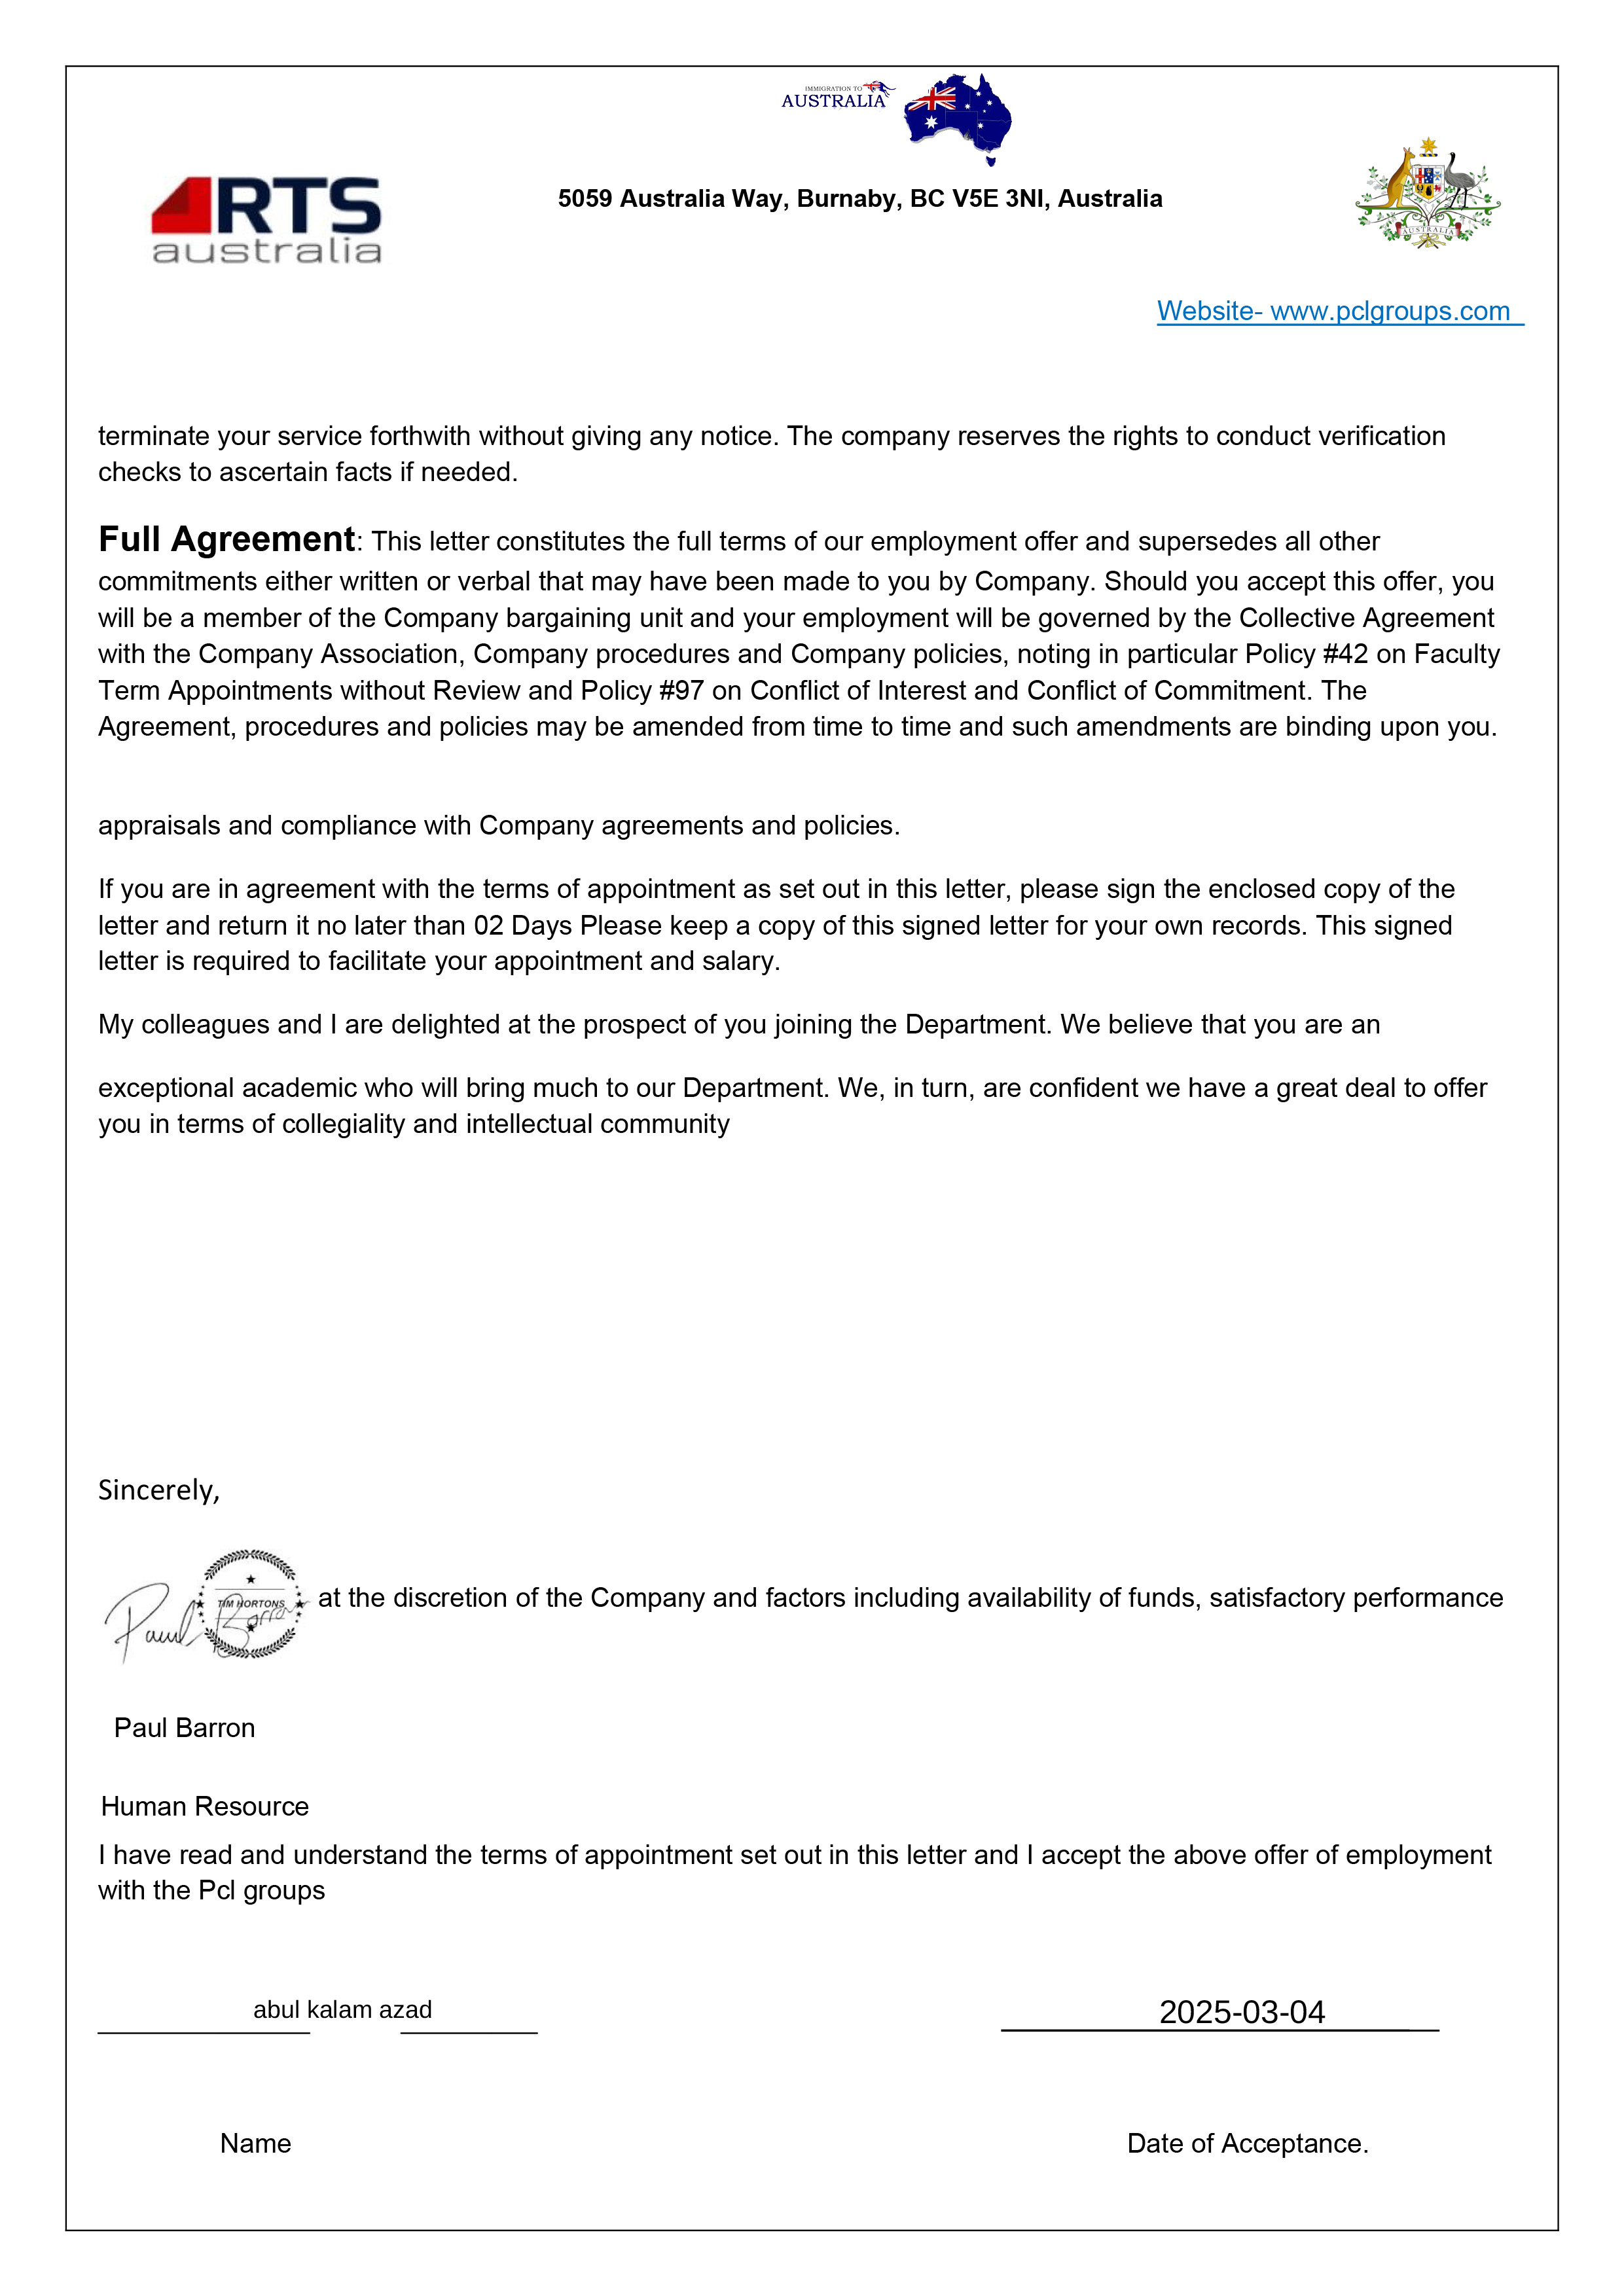 IMMIGRATION TO
AUSTRALIA
RTS
australia
5059 Australia Way, Burnaby, BC V5E 3NI, Australia
AUSTRALIA
Website- www.pclgroups.com
terminate your service forthwith without giving any notice. The company reserves the rights to conduct verification
checks to ascertain facts if needed.
Full Agreement: This letter constitutes the full terms of our employment offer and supersedes all other
commitments either written or verbal that may have been made to you by Company. Should you accept this offer, you
will be a member of the Company bargaining unit and your employment will be governed by the Collective Agreement
with the Company Association, Company procedures and Company policies, noting in particular Policy #42 on Faculty
Term Appointments without Review and Policy #97 on Conflict of Interest and Conflict of Commitment. The
Agreement, procedures and policies may be amended from time to time and such amendments are binding upon you.
appraisals and compliance with Company agreements and policies.
If you are in agreement with the terms of appointment as set out in this letter, please sign the enclosed copy of the
letter and return it no later than 02 Days Please keep a copy of this signed letter for your own records. This signed
letter is required to facilitate your appointment and salary.
My colleagues and I are delighted at the prospect of you joining the Department. We believe that you are an
exceptional academic who will bring much to our Department. We, in turn, are confident we have a great deal to offer
you in terms of collegiality and intellectual community
Sincerely,
Paul Barron
TIM HORTONS
at the discretion of the Company and factors including availability of funds, satisfactory performance
Paul Barron
Human Resource
I have read and understand the terms of appointment set out in this letter and I accept the above offer of employment
with the Pcl groups
abul kalam azad
2025-03-04
Name
Date of Acceptance.